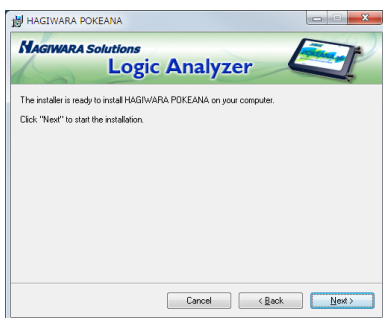 HAGIWARA POKEANA
HAGIWARA Solutions
Logic Analyzer
The installer is ready to install HAGIWARA POKEANA on your computer.
Click "Next" to start the installation.
Cancel
< Back
Next >